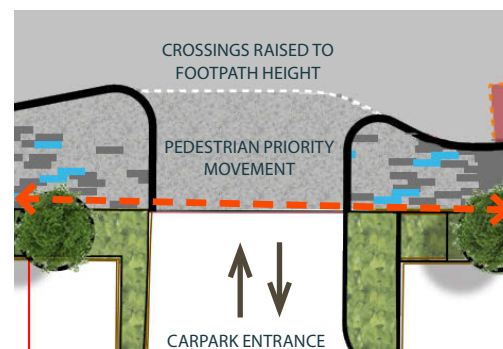 CROSSINGS RAISED TO
FOOTPATH HEIGHT
PEDESTRIAN PRIORITY
MOVEMENT
CARPARK ENTRANCE